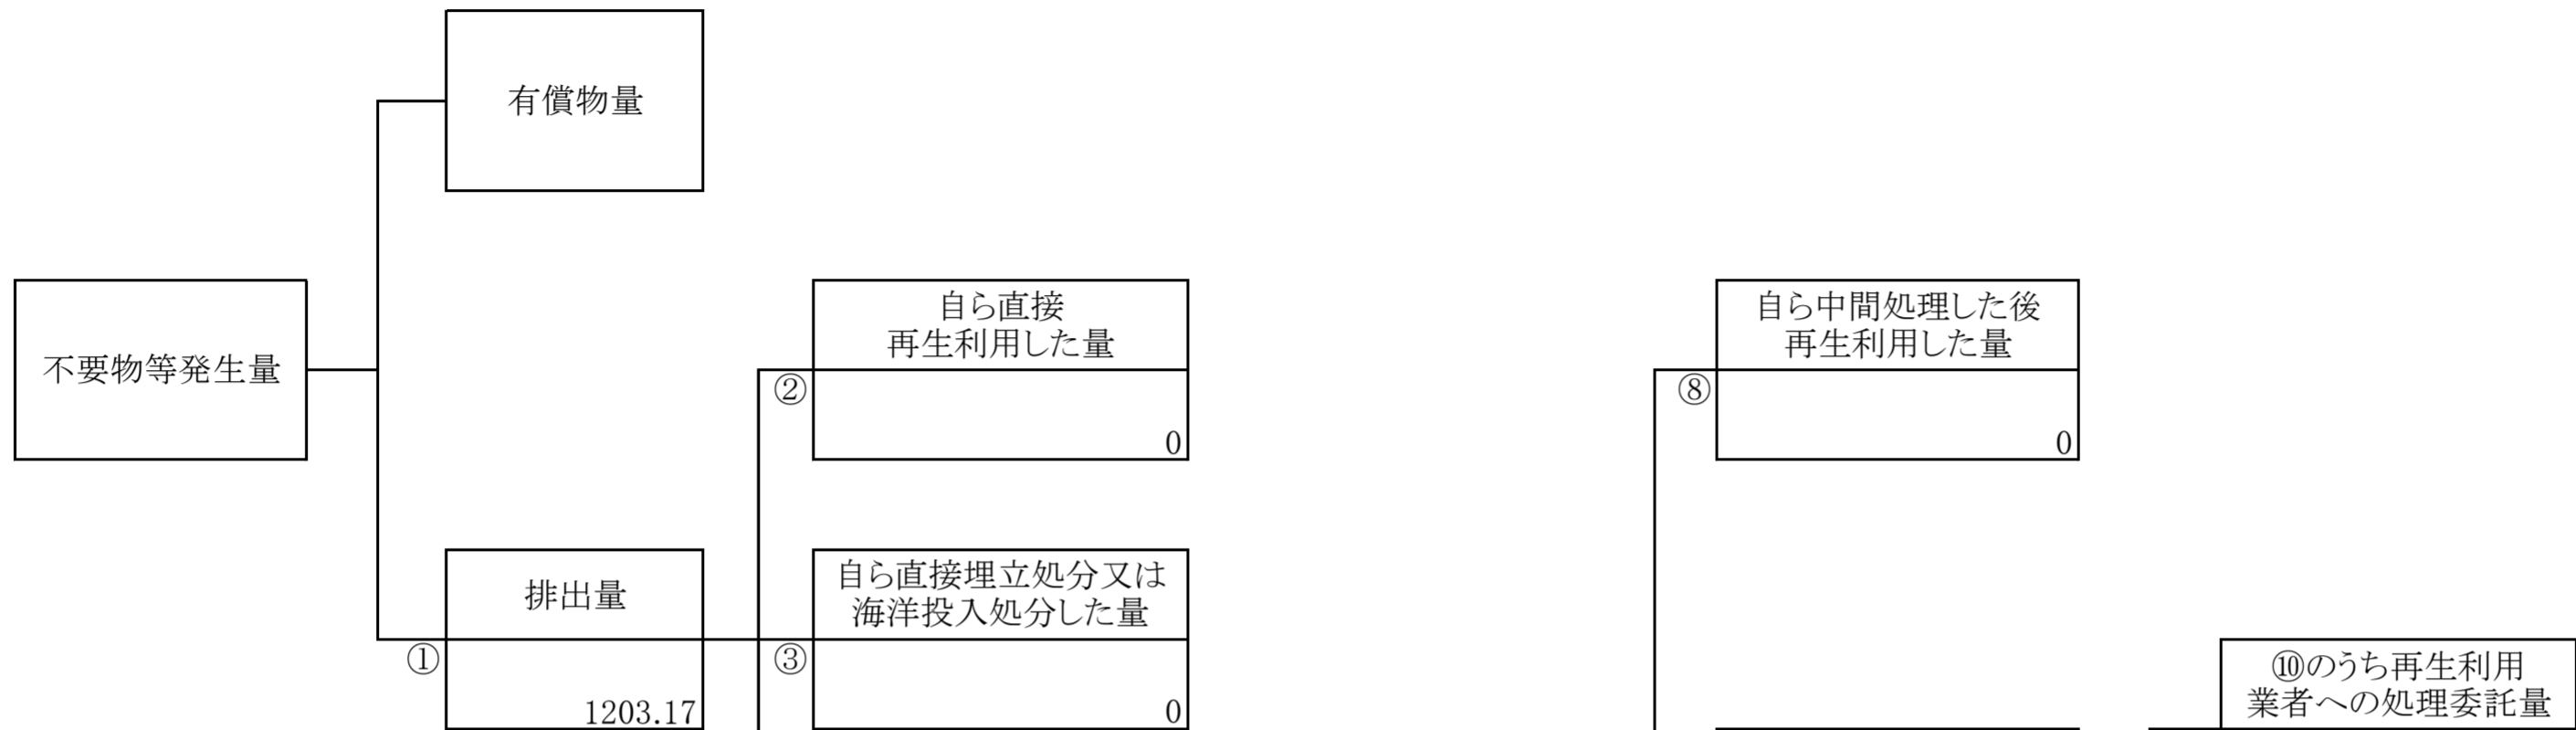 有償物量
不要物等発生量
自ら直接
再生利用した量
②
0
自ら中間処理した後
再生利用した量
⑧
0
排出量
①
1203.17
自ら直接埋立処分又は
海洋投入処分した量
③
0
⑩のうち再生利用
業者への処理委託量